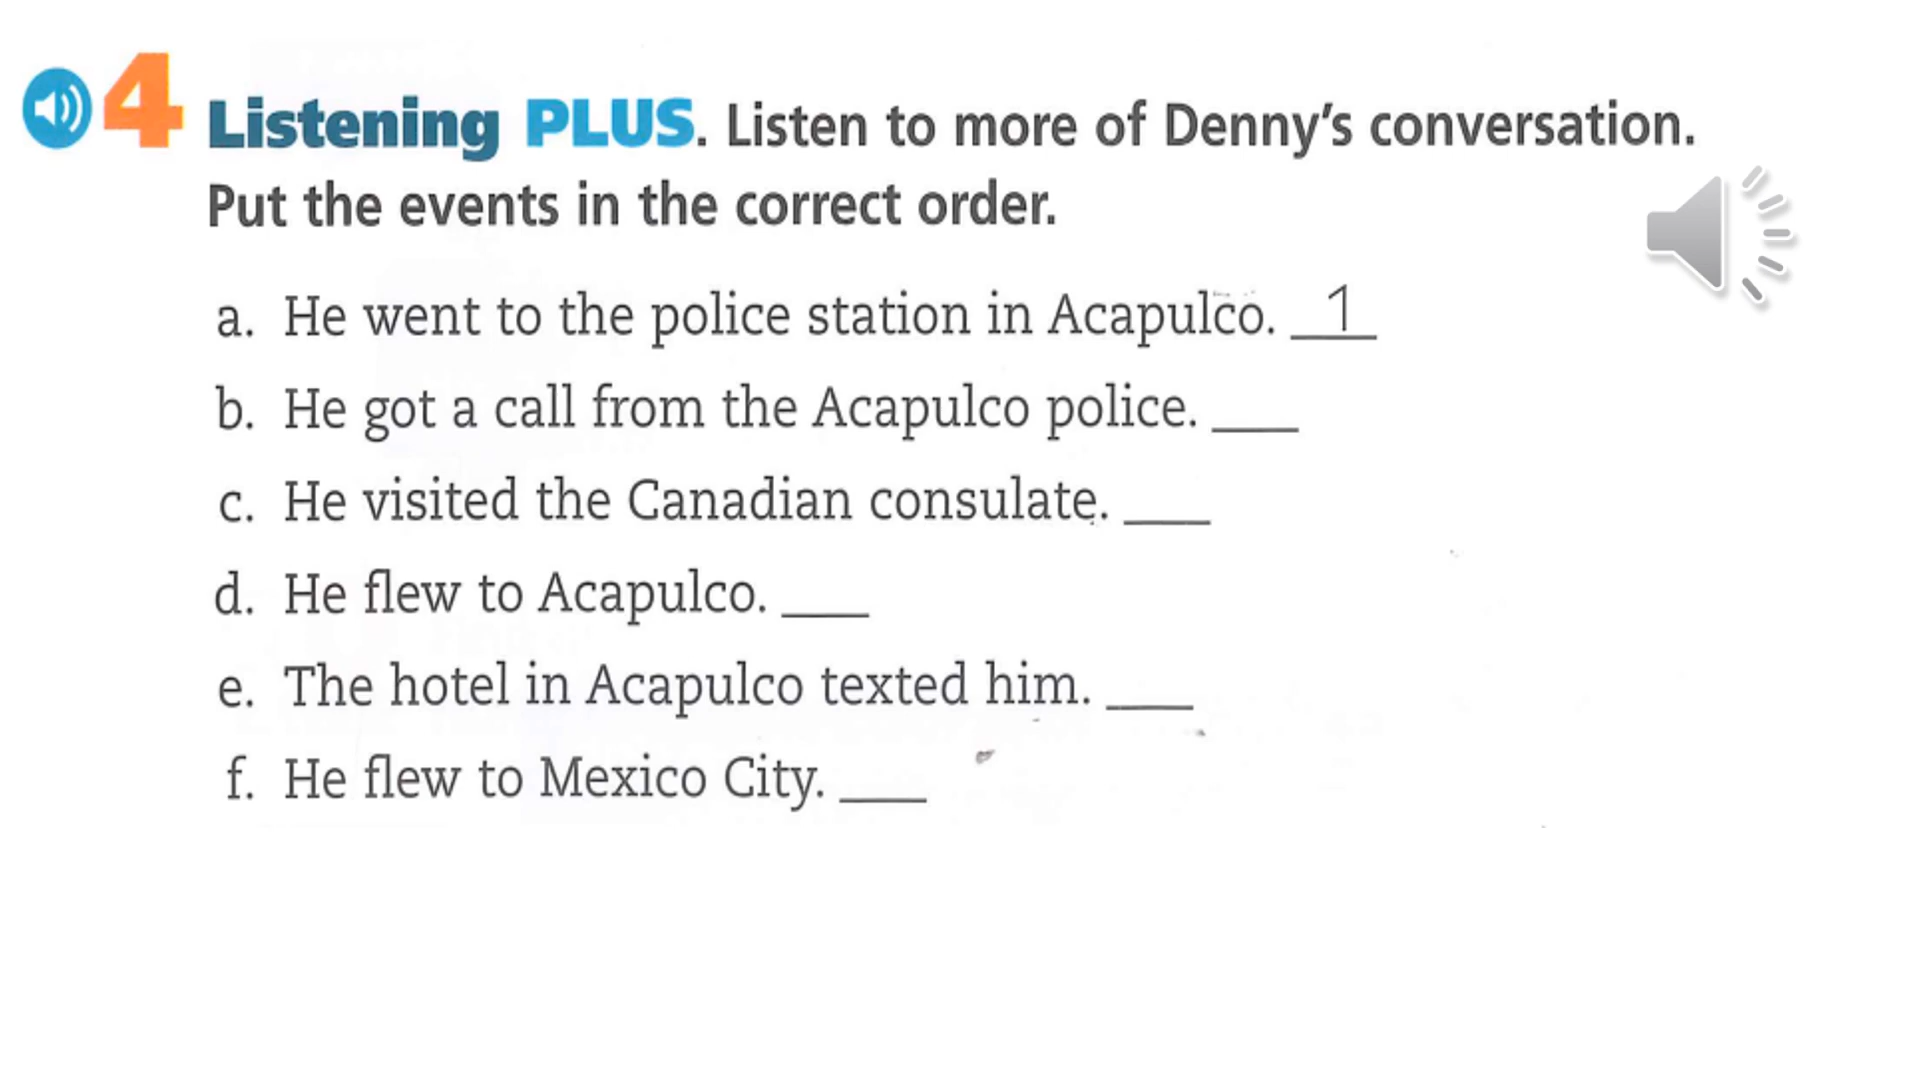 4 Listening PLUS. Listen to more of Denny's conversation.
Put the events in the correct order.
a. He went to the police station in Acapulco. 1
b. He got a call from the Acapulco police. ___
c. He visited the Canadian consulate. ___
d. He flew to Acapulco. ___
e. The hotel in Acapulco texted him. ___
f. He flew to Mexico City. ___